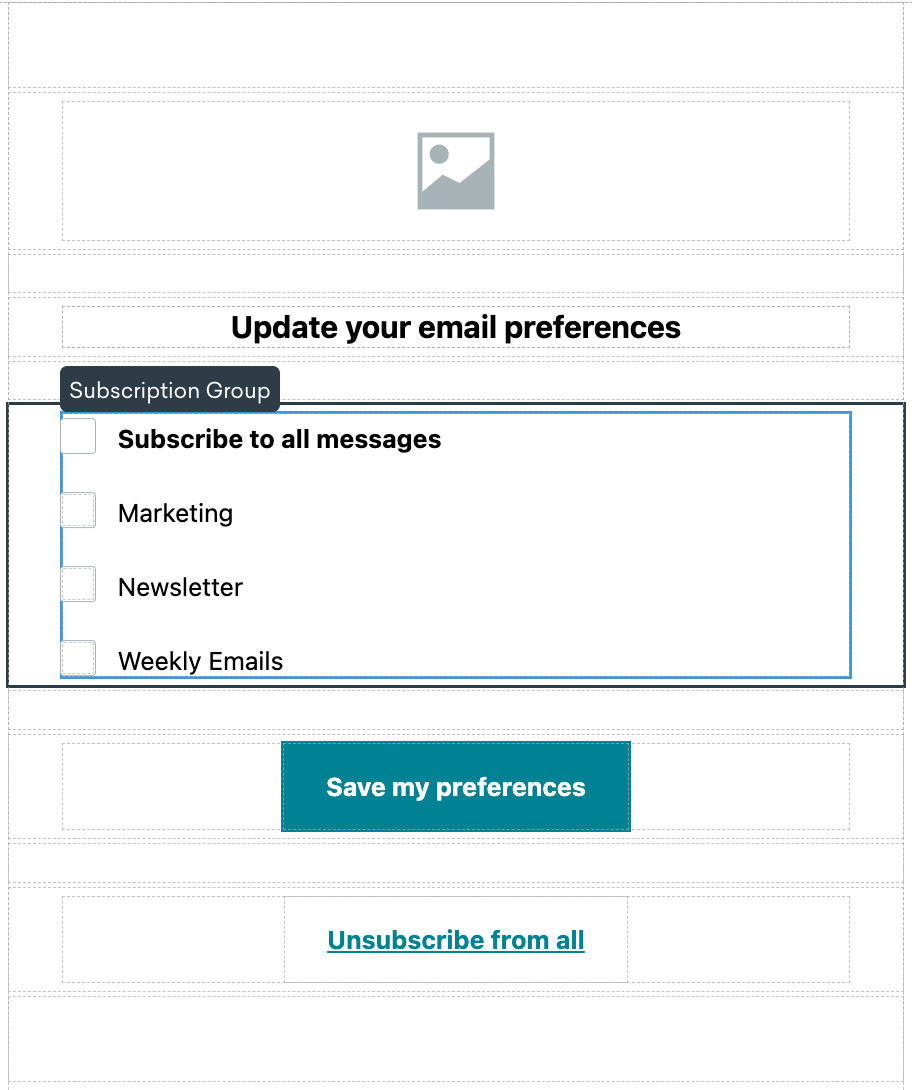 Update your email preferences
Subscription Group
Subscribe to all messages
Marketing
Newsletter
Weekly Emails
Save my preferences
Unsubscribe from all